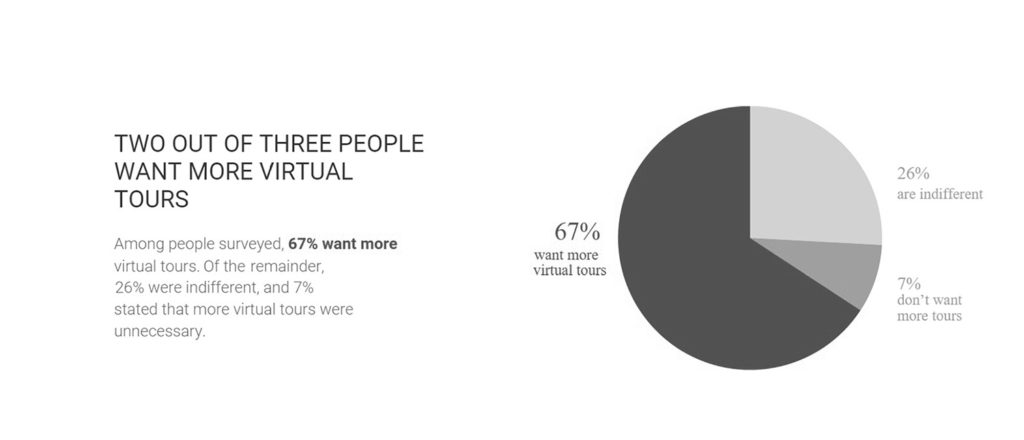 TWO OUT OF THREE PEOPLE
WANT MORE VIRTUAL
TOURS
Among people surveyed, 67% want more
virtual tours. Of the remainder,
26% were indifferent, and 7%
stated that more virtual tours were
unnecessary.
67%
want more
virtual tours
26%
are indifferent
7%
don’t want
more tours